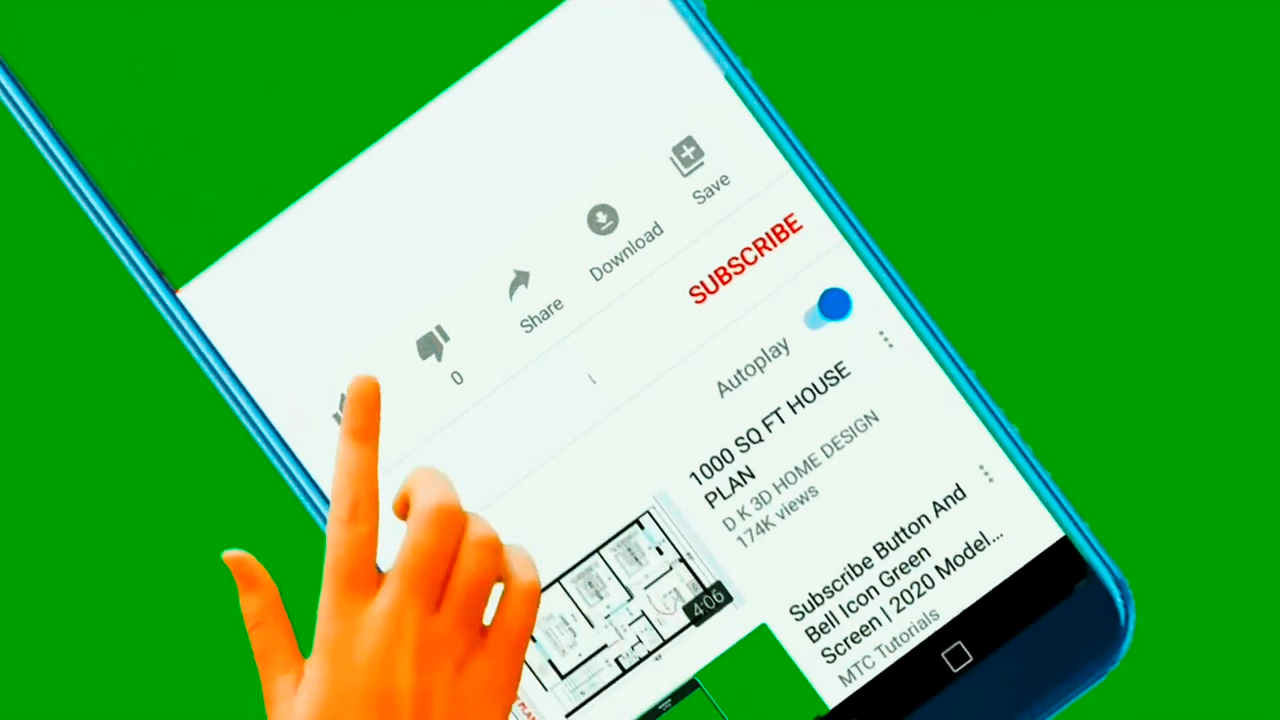 0
Share
Download
Save
SUBSCRIBE
Autoplay
1000 SQ FT HOUSE
PLAN
D K 3D HOME DESIGN
174K views
4:06
Subscribe Button And
Bell Icon Green
Screen | 2020 Model...
MTC Tutorials